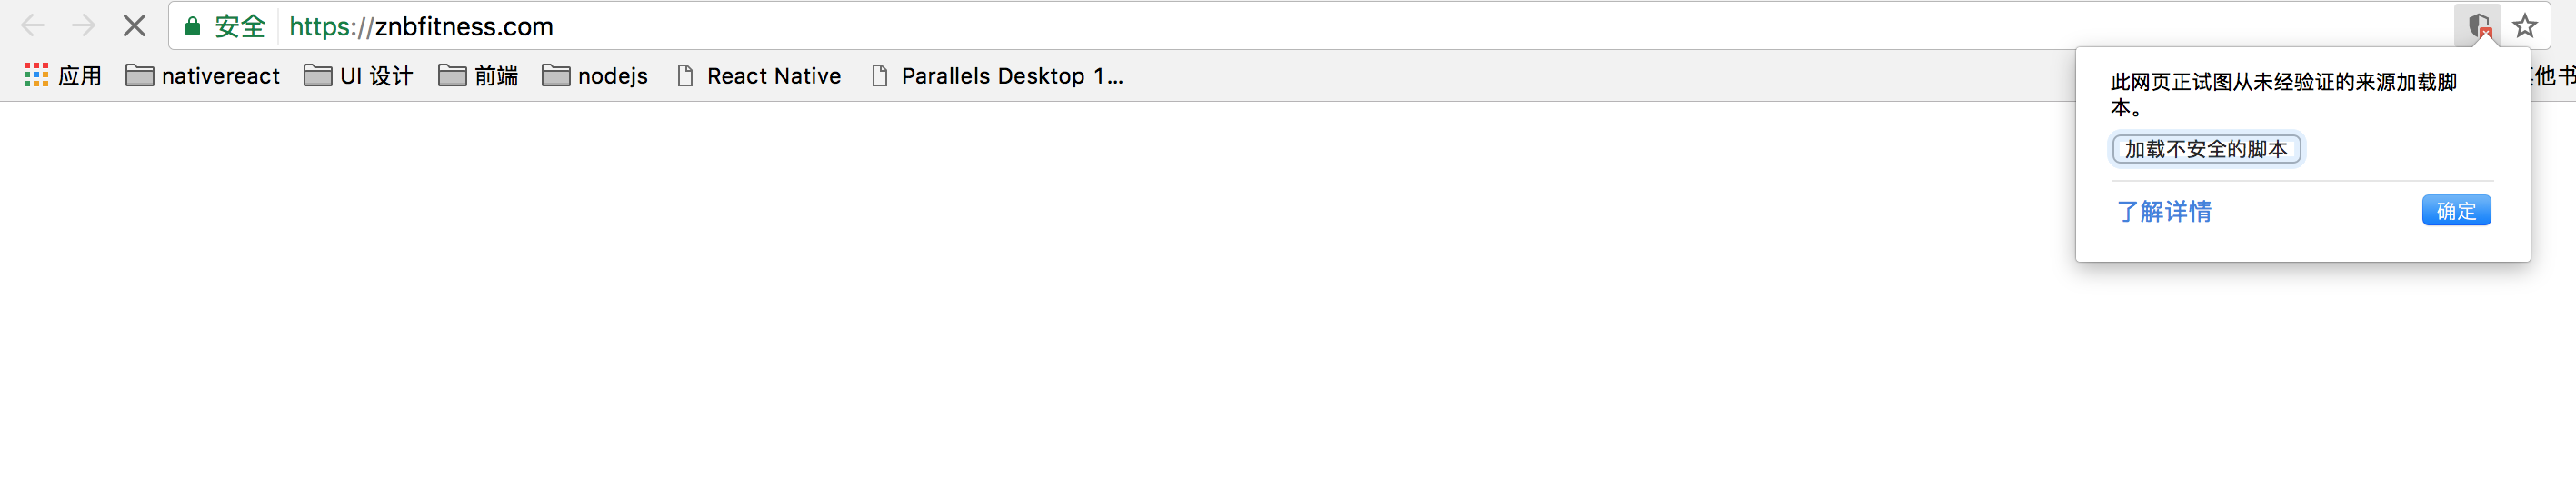 安全 https://znbfitness.com
应用 nativereact UI 设计 前端 nodejs React Native Parallels Desktop 1... 其他书
此网页正试图从未经验证的来源加载脚
本。
加载不安全的脚本
了解详情 确定